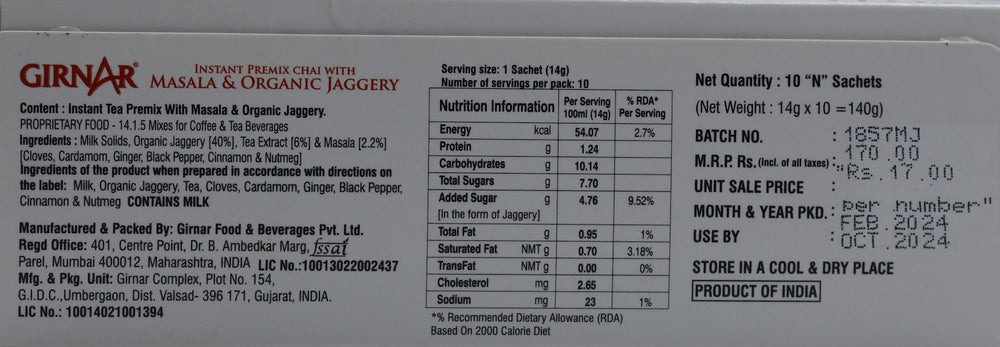 GIRNAR® INSTANT PREMIX CHAI WITH
MASALA & ORGANIC JAGGERY
Content : Instant Tea Premix With Masala & Organic Jaggery.
PROPRIETARY FOOD - 14.1.5 Mixes for Coffee & Tea Beverages
Ingredients : Milk Solids, Organic Jaggery [40%], Tea Extract [6%] & Masala [2.2%]
[Cloves, Cardamom, Ginger, Black Pepper, Cinnamon & Nutmeg]
Ingredients of the product when prepared in accordance with directions on
the label: Milk, Organic Jaggery, Tea, Cloves, Cardamom, Ginger, Black Pepper,
Cinnamon & Nutmeg CONTAINS MILK
Manufactured & Packed By: Girnar Food & Beverages Pvt. Ltd.
Regd Office: 401, Centre Point, Dr. B. Ambedkar Marg, fssai
Parel, Mumbai 400012, Maharashtra, INDIA LIC No.:10013022002437
Mfg. & Pkg. Unit: Girnar Complex, Plot No. 154,
G.I.D.C.,Umbergaon, Dist. Valsad- 396 171, Gujarat, INDIA.
LIC No.: 10014021001394
Serving size: 1 Sachet (14g)
Number of servings per pack: 10
Nutrition Information Per Serving 100ml (14g) % RDA* Per Serving
Energy kcal 54.07 2.7%
Protein g 1.24
Carbohydrates g 10.14
Total Sugars g 7.70
Added Sugar g 4.76 9.52%
[In the form of Jaggery]
Total Fat g 0.95 1%
Saturated Fat NMT g 0.70 3.18%
TransFat NMT g 0.00 0%
Cholesterol mg 2.65
Sodium mg 23 1%
*% Recommended Dietary Allowance (RDA)
Based On 2000 Calorie Diet
Net Quantity : 10 "N" Sachets
(Net Weight : 14g x 10 =140g)
BATCH NO. : 1857MJ
M.R.P. Rs. (Incl. of all taxes) : 170.00
UNIT SALE PRICE : "Rs.17.00
per number"
MONTH & YEAR PKD. : FEB.2024
USE BY : OCT.2024
STORE IN A COOL & DRY PLACE
PRODUCT OF INDIA